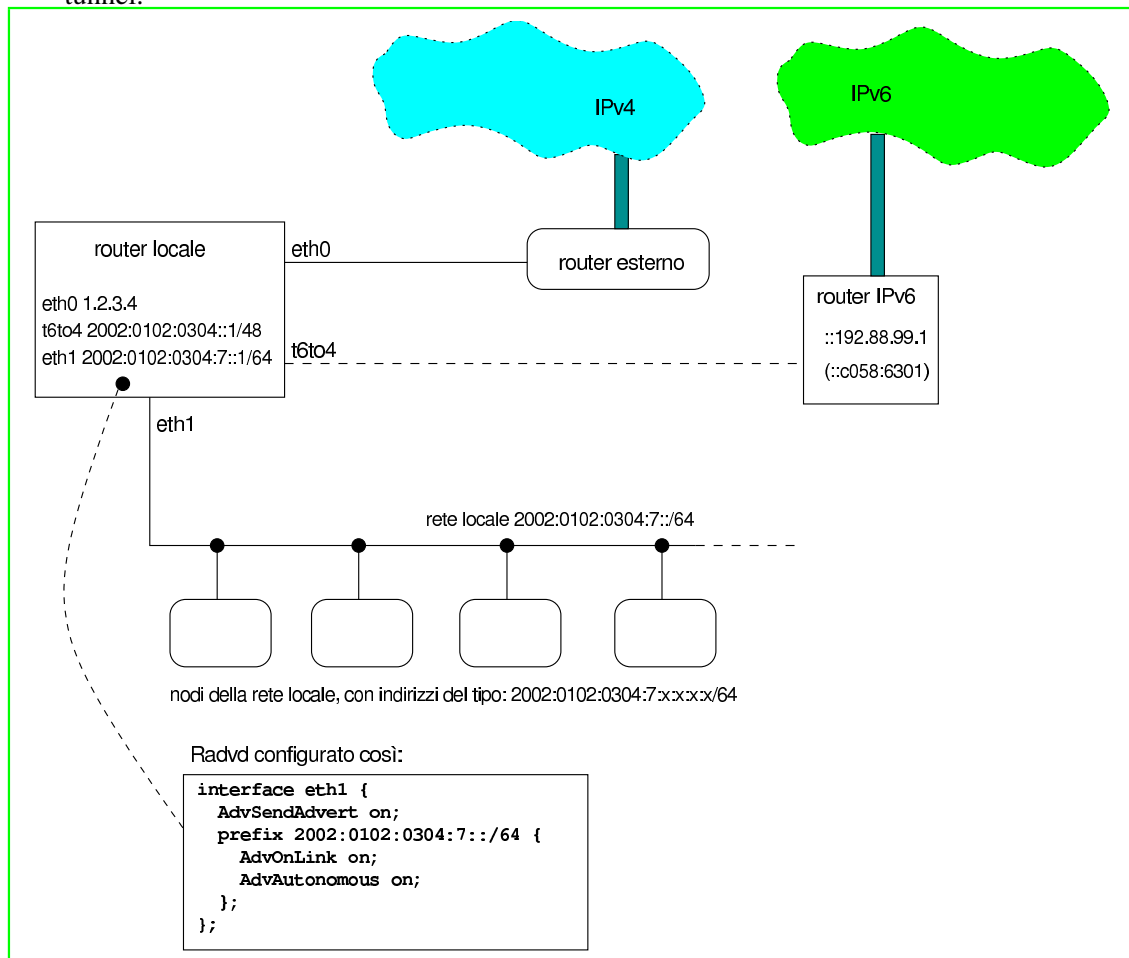 tunnel.
IPv4
IPv6
router locale
eth0 1.2.3.4
t6to4 2002:0102:0304::1/48
eth1 2002:0102:0304:7::1/64
eth0
router esterno
t6to4
router IPv6
::192.88.99.1
(::c058:6301)
eth1
rete locale 2002:0102:0304:7::/64
nodi della rete locale, con indirizzi del tipo: 2002:0102:0304:7:x:x:x:x/64
Radvd configurato così:
interface eth1 {
  AdvSendAdvert on;
  prefix 2002:0102:0304:7::/64 {
    AdvOnLink on;
    AdvAutonomous on;
  };
};